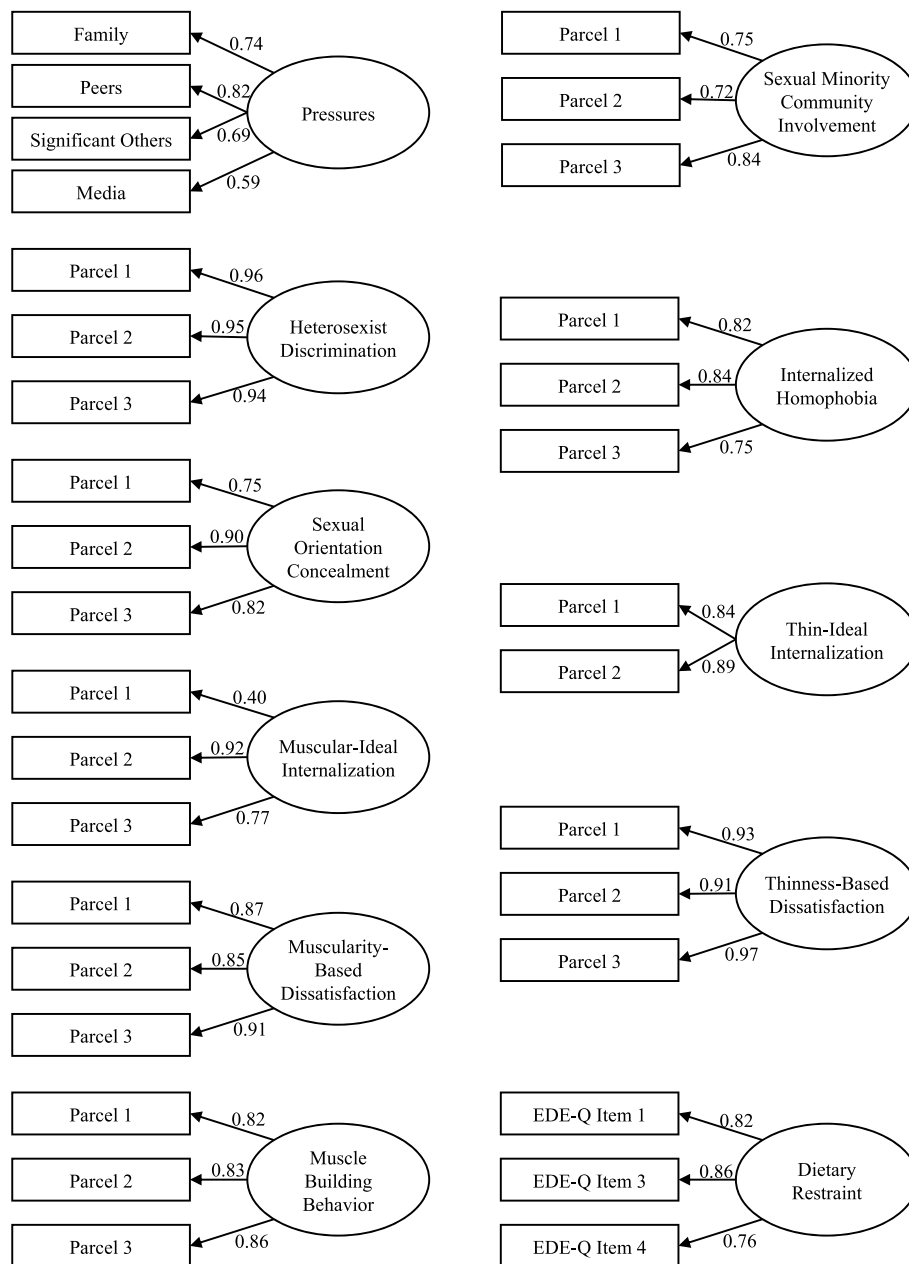 Family
Peers
Significant Others
Media
0.74
0.82
0.69
0.59
Pressures
Parcel 1
Parcel 2
Parcel 3
0.75
0.72
0.84
Sexual Minority
Community
Involvement
Parcel 1
Parcel 2
Parcel 3
0.96
0.95
0.94
Heterosexist
Discrimination
Parcel 1
Parcel 2
Parcel 3
0.82
0.84
0.75
Internalized
Homophobia
Parcel 1
Parcel 2
Parcel 3
0.75
0.90
0.82
Sexual
Orientation
Concealment
Parcel 1
Parcel 2
0.84
0.89
Thin-Ideal
Internalization
Parcel 1
Parcel 2
Parcel 3
0.40
0.92
0.77
Muscular-Ideal
Internalization
Parcel 1
Parcel 2
Parcel 3
0.93
0.91
0.97
Thinness-Based
Dissatisfaction
Parcel 1
Parcel 2
Parcel 3
0.87
0.85
0.91
Muscularity-
Based
Dissatisfaction
Parcel 1
Parcel 2
Parcel 3
0.82
0.83
0.86
Muscle
Building
Behavior
EDE-Q Item 1
EDE-Q Item 3
EDE-Q Item 4
0.82
0.86
0.76
Dietary
Restraint